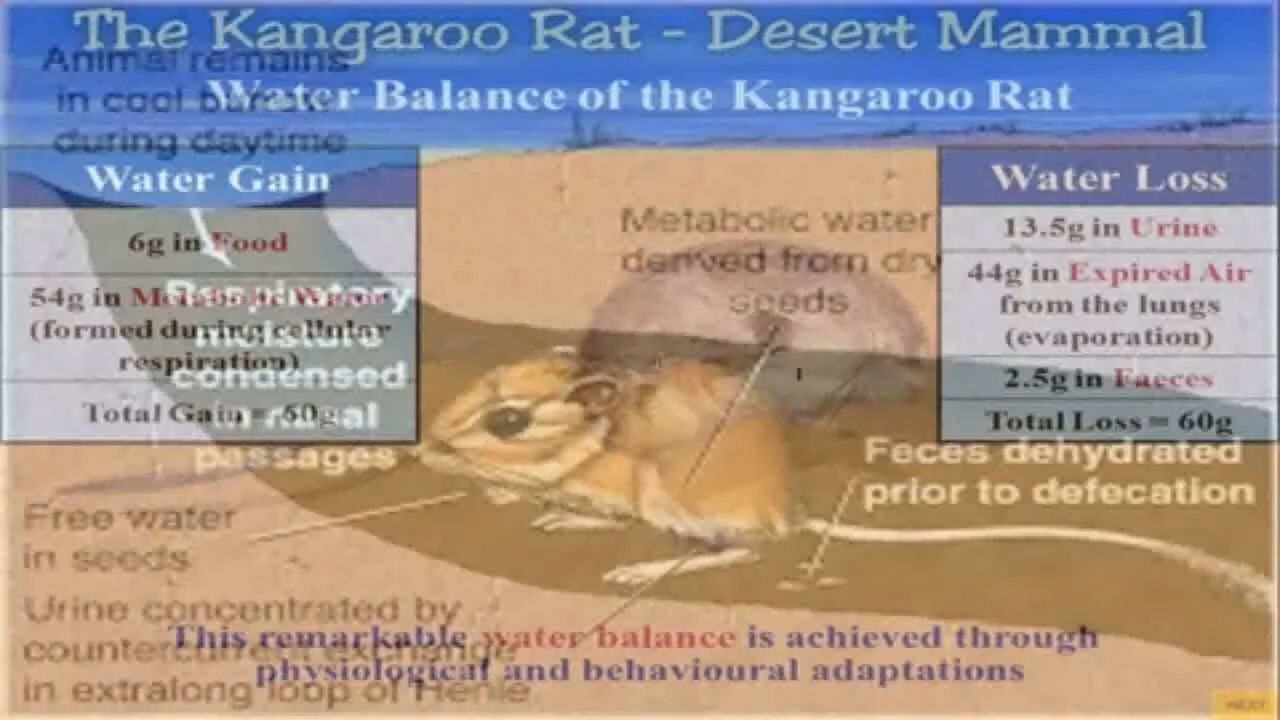 The Kangaroo Rat - Desert Mammal
Animal remains
in cool
during daytime
Water Balance of the Kangaroo Rat
Water Gain
6g in Food
54g in Metabolic Water
(formed during cellular
respiration)
Total Gain = 60g
Respiratory
moisture
condensed
in nasal
passages
Metabolic water
derived from dry
seeds
Water Loss
13.5g in Urine
44g in Expired Air
from the lungs
(evaporation)
2.5g in Faeces
Total Loss = 60g
Feces dehydrated
prior to defecation
Free water
in seeds
Urine concentrated by
countercurrent exchange
in extralong loop of Henle
This remarkable water balance is achieved through
physiological and behavioural adaptations
NEXT